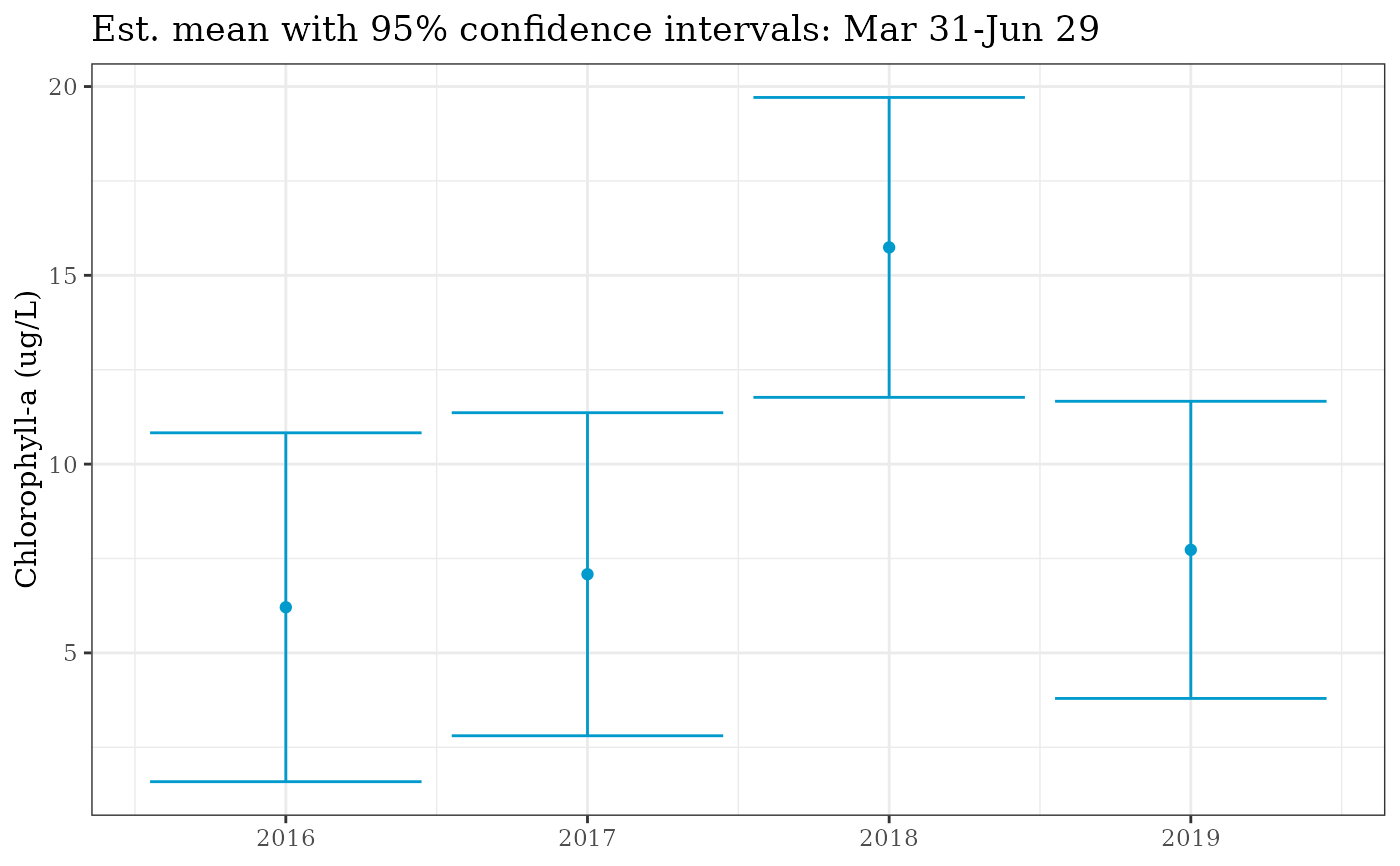 Est. mean with 95% confidence intervals: Mar 31-Jun 29
Chlorophyll-a (ug/L)
20
15
10
5
2016 2017 2018 2019